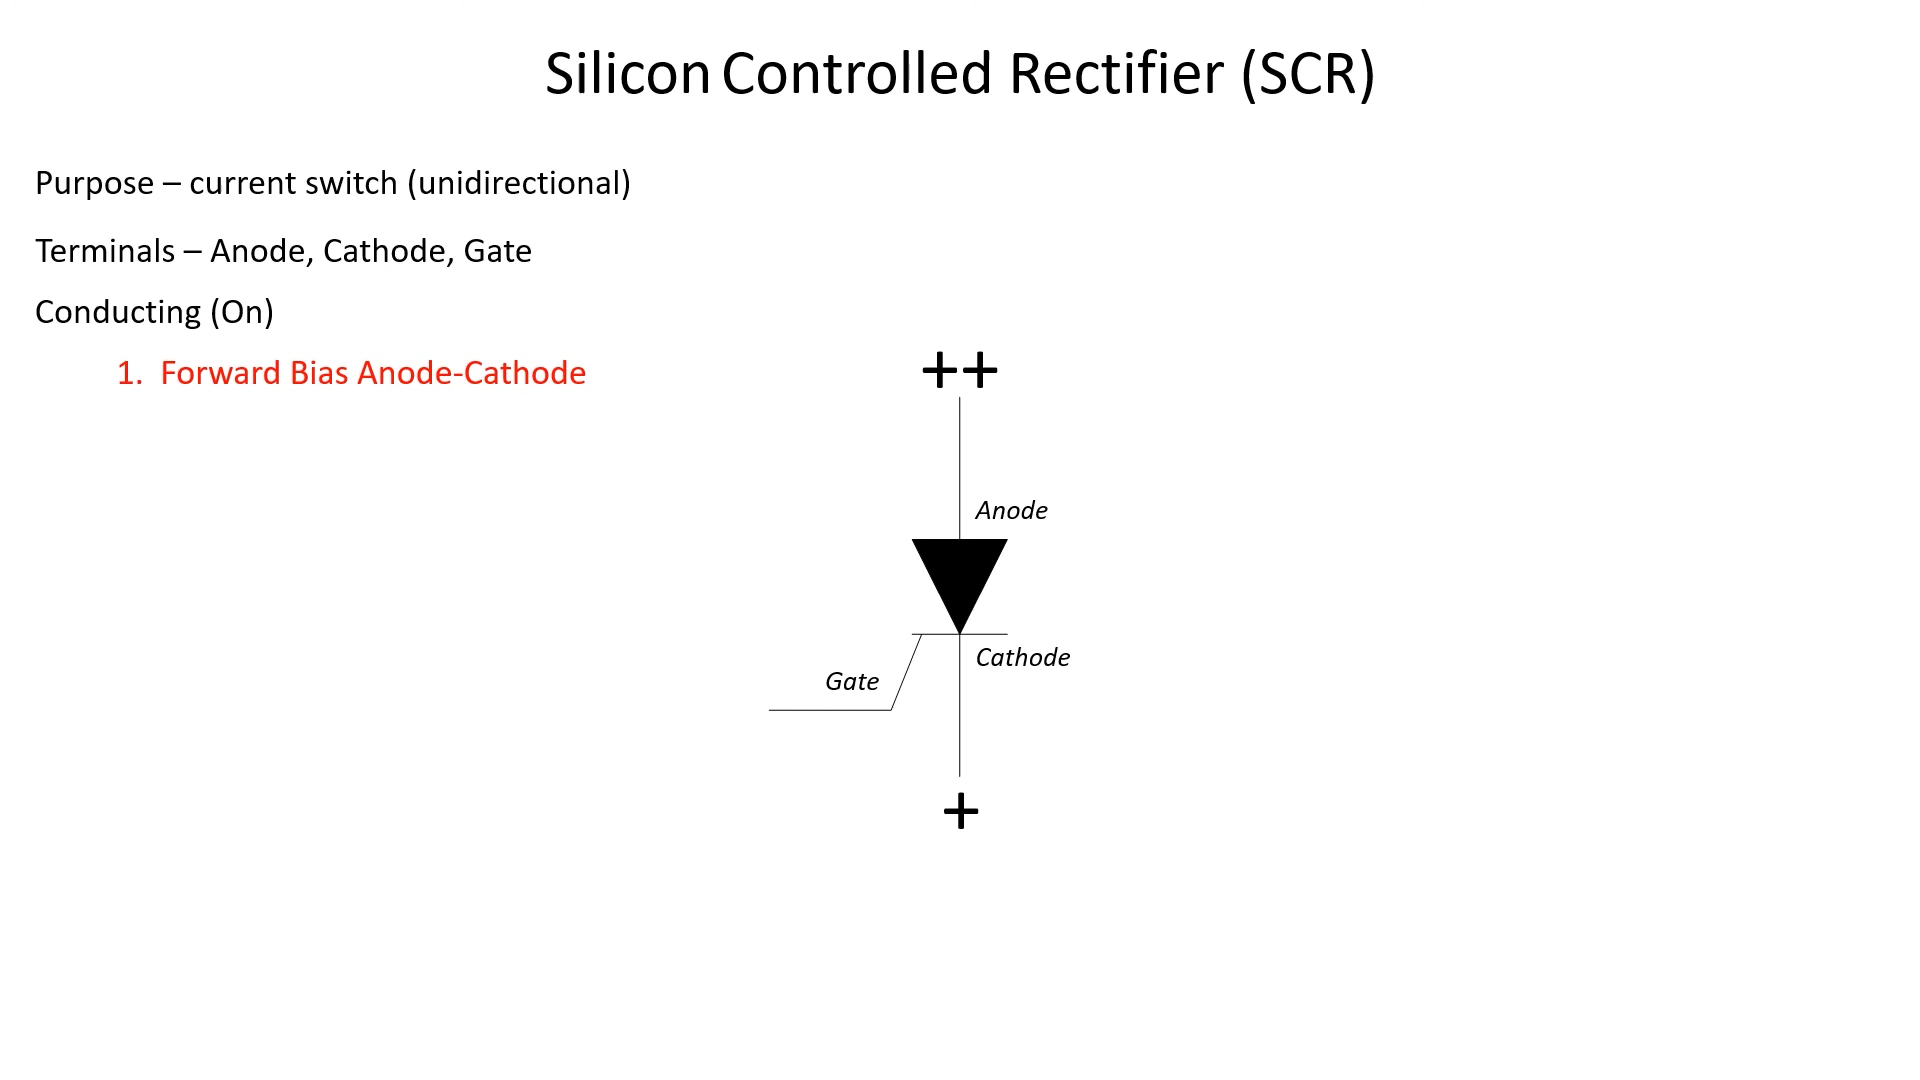 Silicon Controlled Rectifier (SCR)
Purpose – current switch (unidirectional)
Terminals – Anode, Cathode, Gate
Conducting (On)
1. Forward Bias Anode-Cathode
++
Anode
Cathode
Gate
+